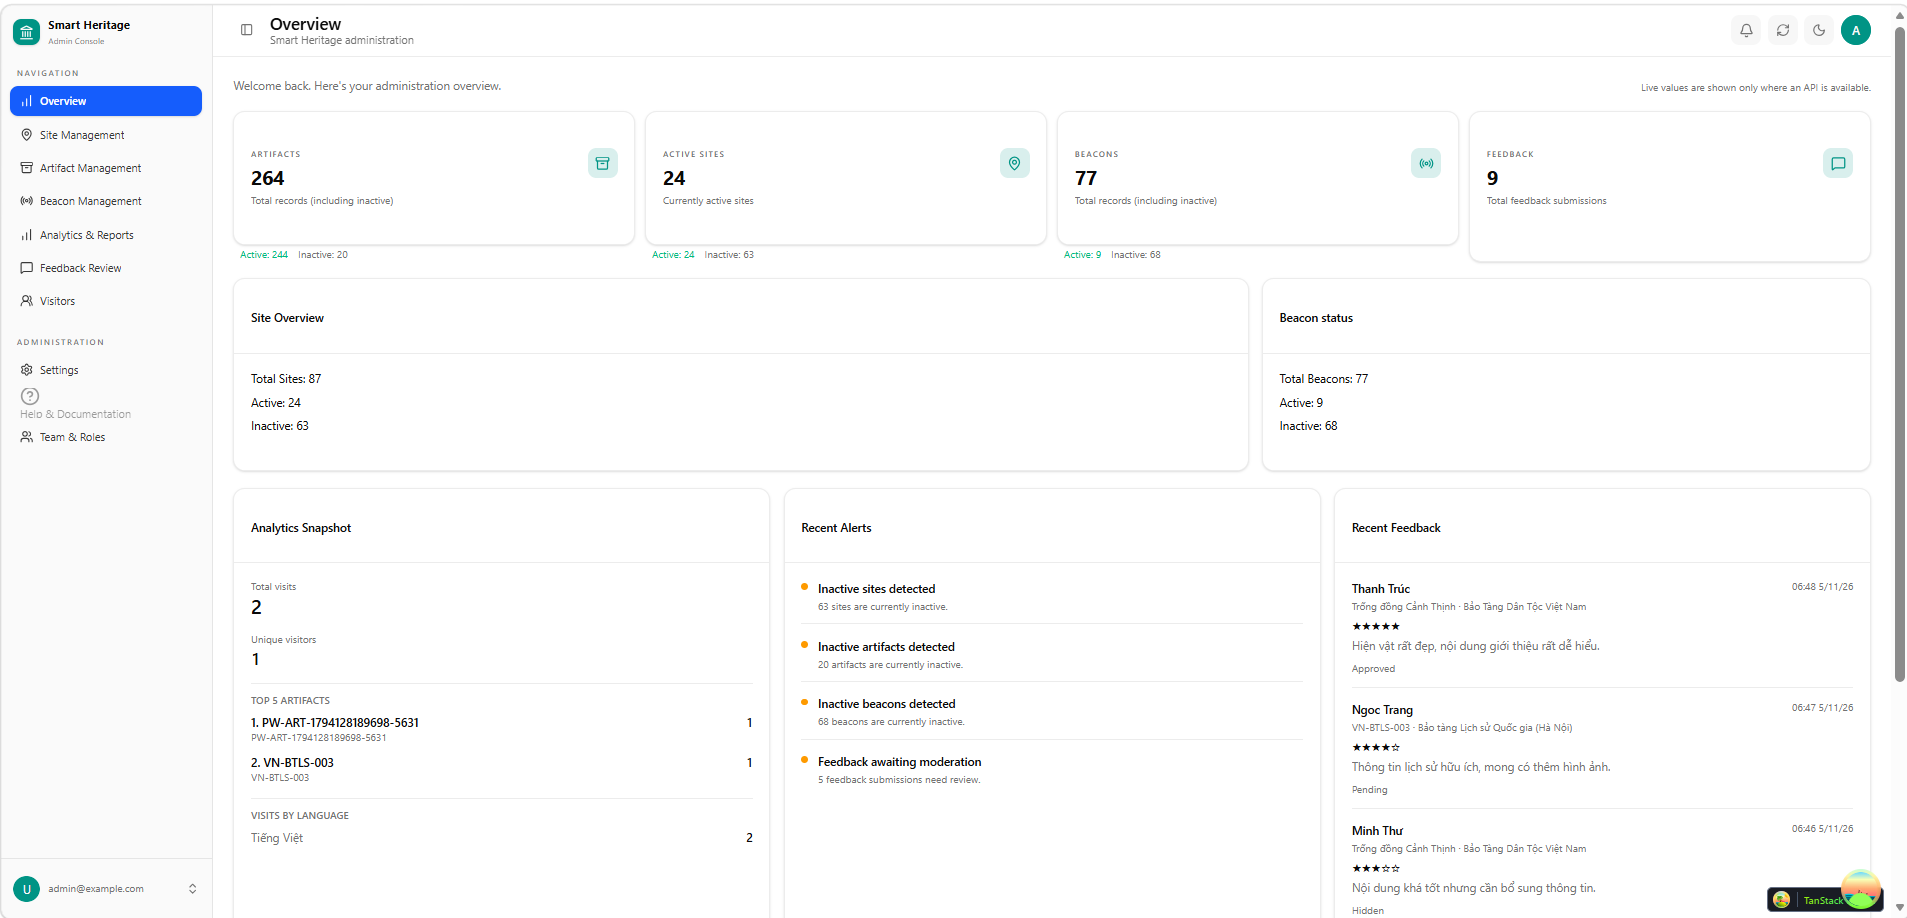 Smart Heritage
Admin Console
NAVIGATION
Overview
Site Management
Artifact Management
Beacon Management
Analytics & Reports
Feedback Review
Visitors
ADMINISTRATION
Settings
Help & Documentation
Team & Roles
U
admin@example.com
Overview
Smart Heritage administration
A
Welcome back. Here's your administration overview.
Live values are shown only where an API is available.
ARTIFACTS
264
Total records (including inactive)
Active: 244 Inactive: 20
ACTIVE SITES
24
Currently active sites
Active: 24 Inactive: 63
BEACONS
77
Total records (including inactive)
Active: 9 Inactive: 68
FEEDBACK
9
Total feedback submissions
Site Overview
Total Sites: 87
Active: 24
Inactive: 63
Beacon status
Total Beacons: 77
Active: 9
Inactive: 68
Analytics Snapshot
Total visits
2
Unique visitors
1
TOP 5 ARTIFACTS
1. PW-ART-1794128189698-5631 1
PW-ART-1794128189698-5631
2. VN-BTLS-003 1
VN-BTLS-003
VISITS BY LANGUAGE
Tiếng Việt 2
Recent Alerts
Inactive sites detected
63 sites are currently inactive.
Inactive artifacts detected
20 artifacts are currently inactive.
Inactive beacons detected
68 beacons are currently inactive.
Feedback awaiting moderation
5 feedback submissions need review.
Recent Feedback
Thanh Trúc 06:48 5/11/26
Trống đồng Cảnh Thịnh · Bảo Tàng Dân Tộc Việt Nam
★★★★★
Hiện vật rất đẹp, nội dung giới thiệu rất dễ hiểu.
Approved
Ngoc Trang 06:47 5/11/26
VN-BTLS-003 · Bảo tàng Lịch sử Quốc gia (Hà Nội)
★★★★☆
Thông tin lịch sử hữu ích, mong có thêm hình ảnh.
Pending
Minh Thư 06:46 5/11/26
Trống đồng Cảnh Thịnh · Bảo Tàng Dân Tộc Việt Nam
★★★☆☆
Nội dung khá tốt nhưng cần bổ sung thông tin.
Hidden
TanStack